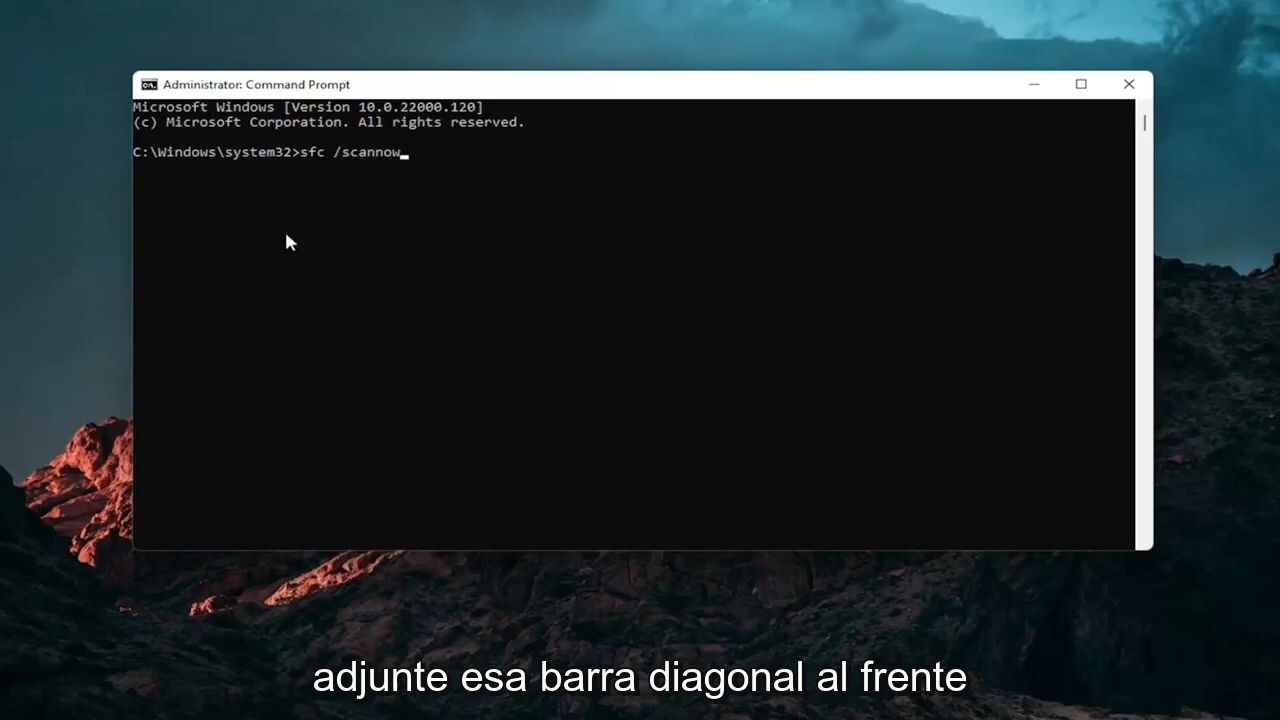 Administrator: Command Prompt
Microsoft Windows [Version 10.0.22000.120]
(c) Microsoft Corporation. All rights reserved.
C:\Windows\system32>sfc /scannow
adjunte esa barra diagonal al frente